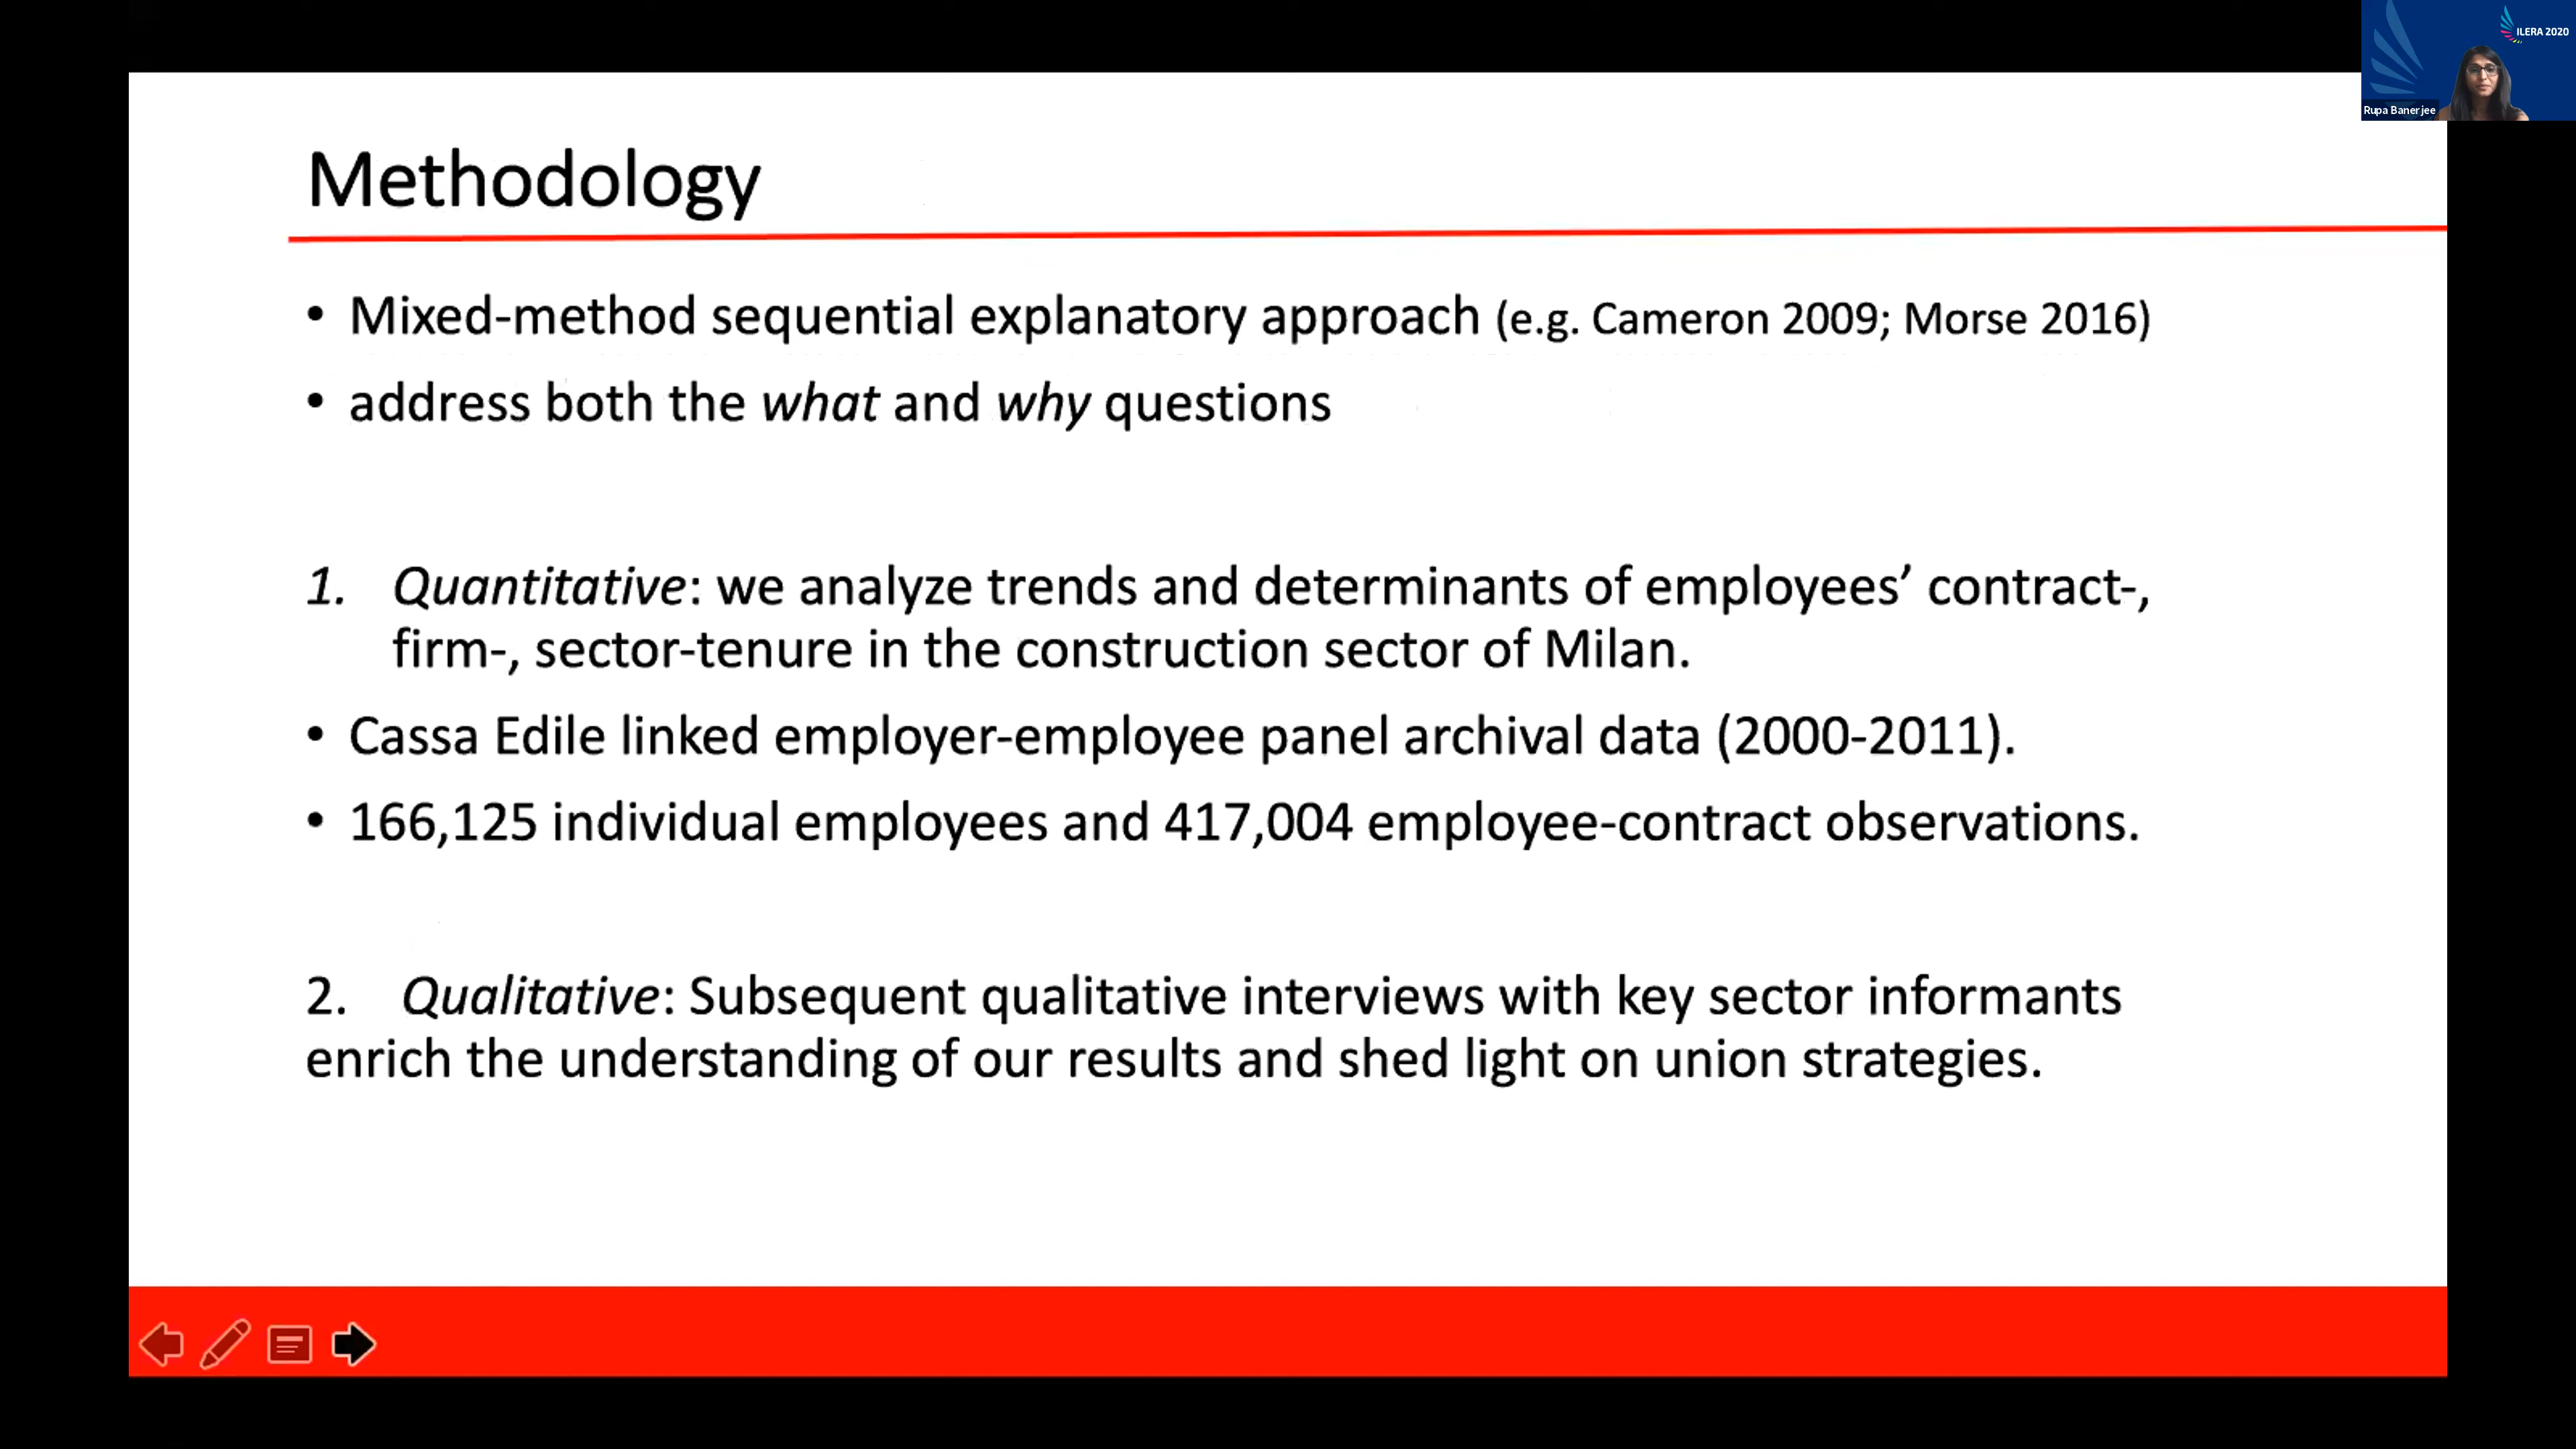 ILERA 2020
Rupa Banerjee
Methodology
• Mixed-method sequential explanatory approach (e.g. Cameron 2009; Morse 2016)
• address both the what and why questions
1. Quantitative: we analyze trends and determinants of employees’ contract-,
firm-, sector-tenure in the construction sector of Milan.
• Cassa Edile linked employer-employee panel archival data (2000-2011).
• 166,125 individual employees and 417,004 employee-contract observations.
2. Qualitative: Subsequent qualitative interviews with key sector informants
enrich the understanding of our results and shed light on union strategies.